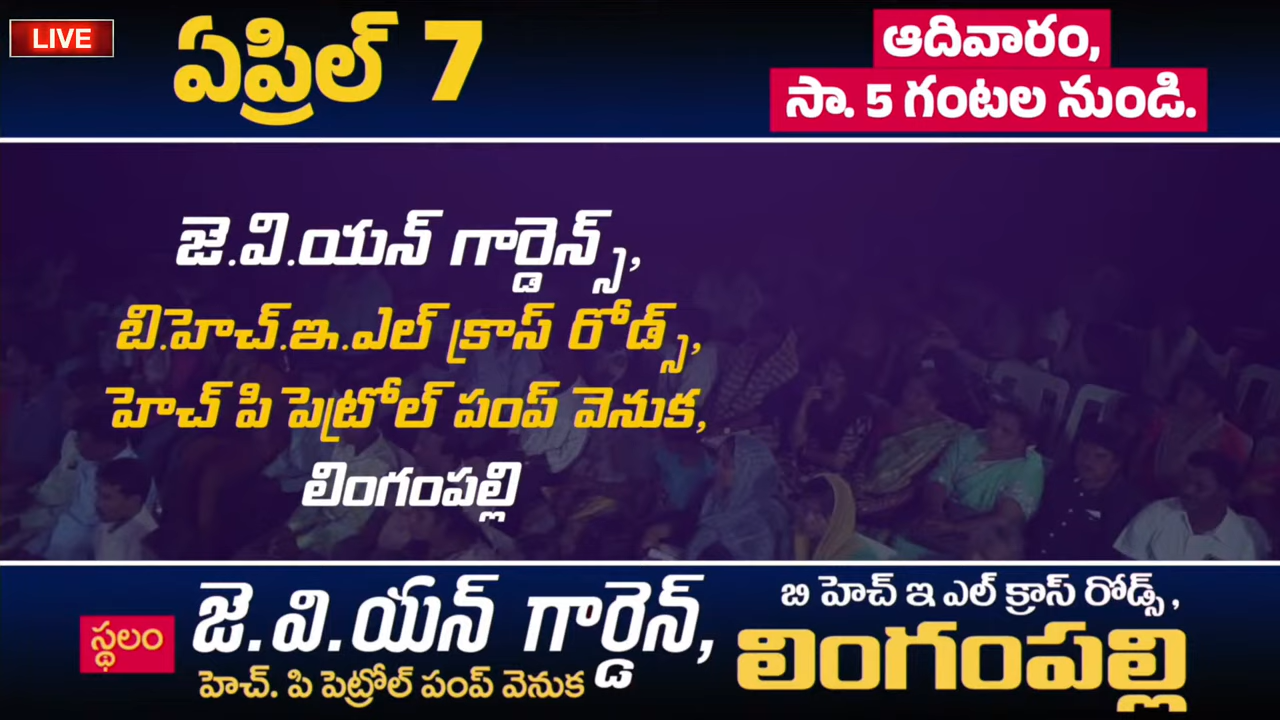 LIVE
ఏప్రిల్ 7
ఆదివారం,
సా. 5 గంటల నుండి.
జె.వి.యన్ గార్డెన్స్,
బి.హెచ్.ఇ.ఎల్ క్రాస్ రోడ్స్,
హెచ్ పి పెట్రోల్ పంప్ వెనుక,
లింగంపల్లి
స్థలం
జె.వి.యన్ గార్డెన్,
హెచ్. పి పెట్రోల్ పంప్ వెనుక
బి హెచ్ ఇ ఎల్ క్రాస్ రోడ్స్,
లింగంపల్లి